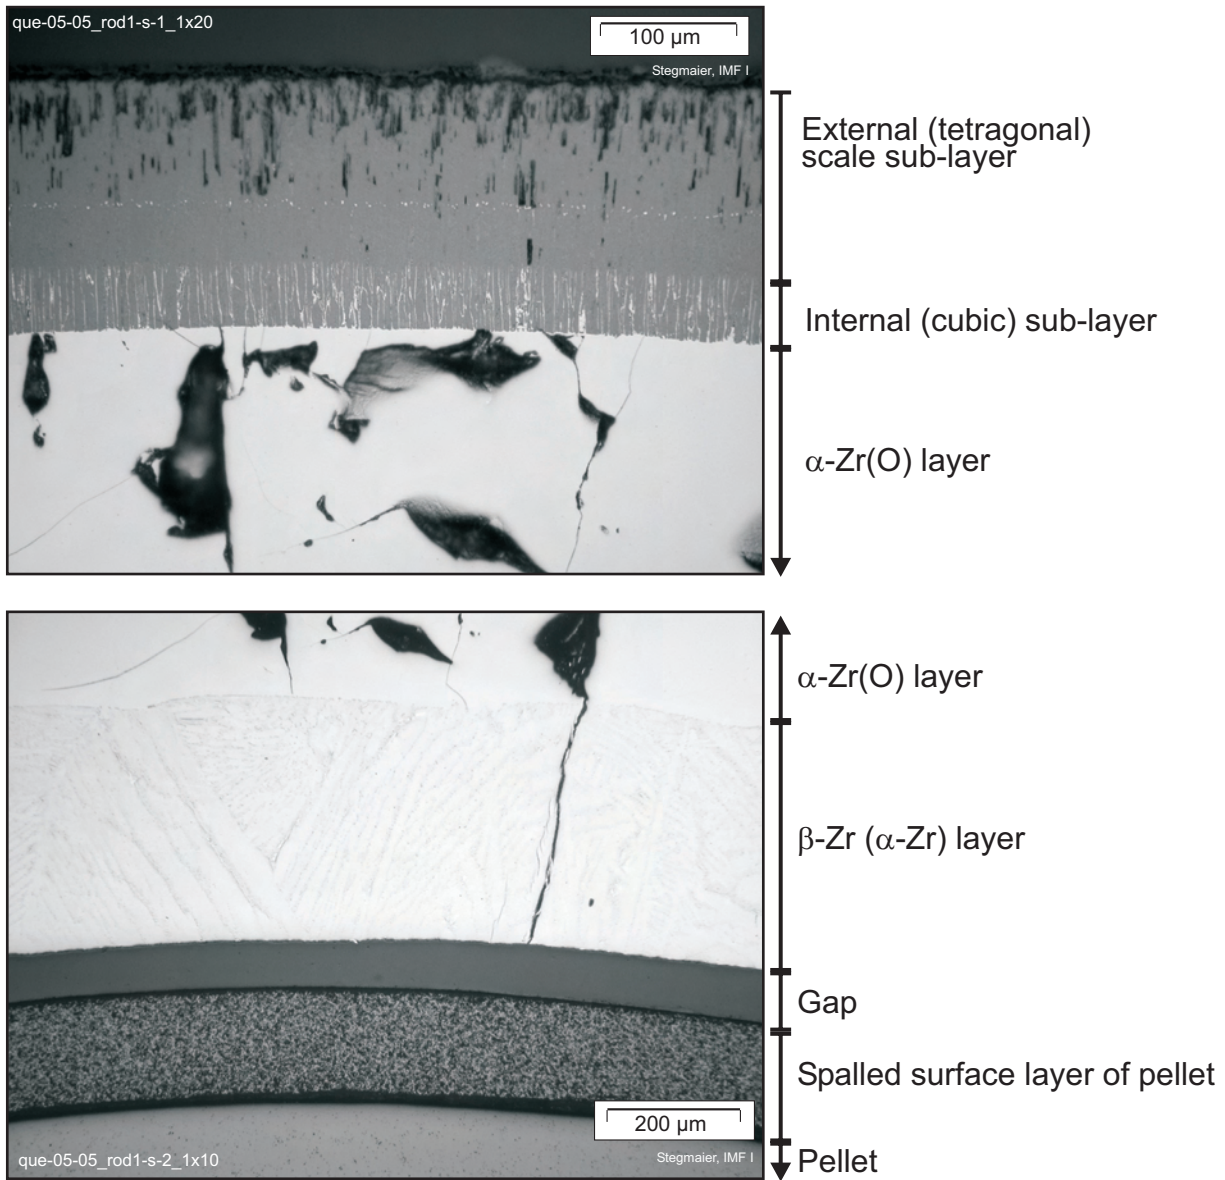 que-05-05_rod1-s-1_1x20
100 µm
Stegmaier, IMF I
External (tetragonal)
scale sub-layer
Internal (cubic) sub-layer
α-Zr(O) layer
α-Zr(O) layer
β-Zr (α-Zr) layer
Gap
Spalled surface layer of pellet
200 µm
Stegmaier, IMF I
que-05-05_rod1-s-2_1x10
Pellet